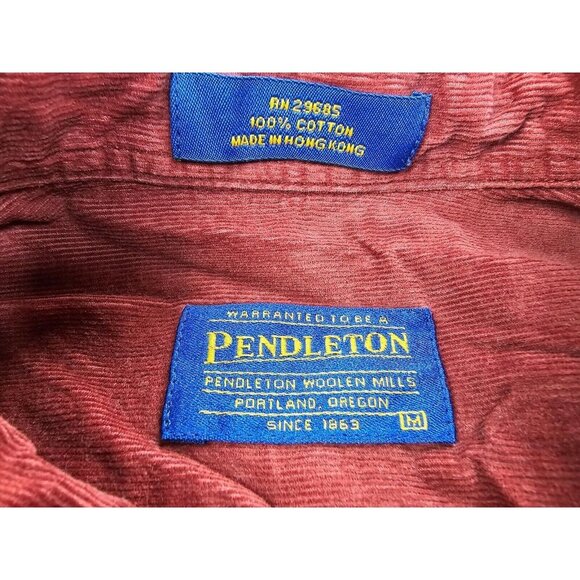 RN 29685
100% COTTON
MADE IN HONG KONG
WARRANTED TO BE A
PENDLETON
PENDLETON WOOLEN MILLS
PORTLAND, OREGON
SINCE 1863 M